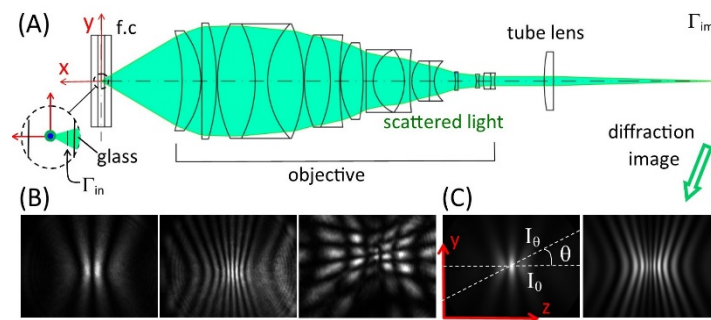 (A)
y
f.c
Γim
tube lens
x
scattered light
glass
Γin
objective
diffraction
image
(B)
(C)
y
Iθ
θ
I0
z